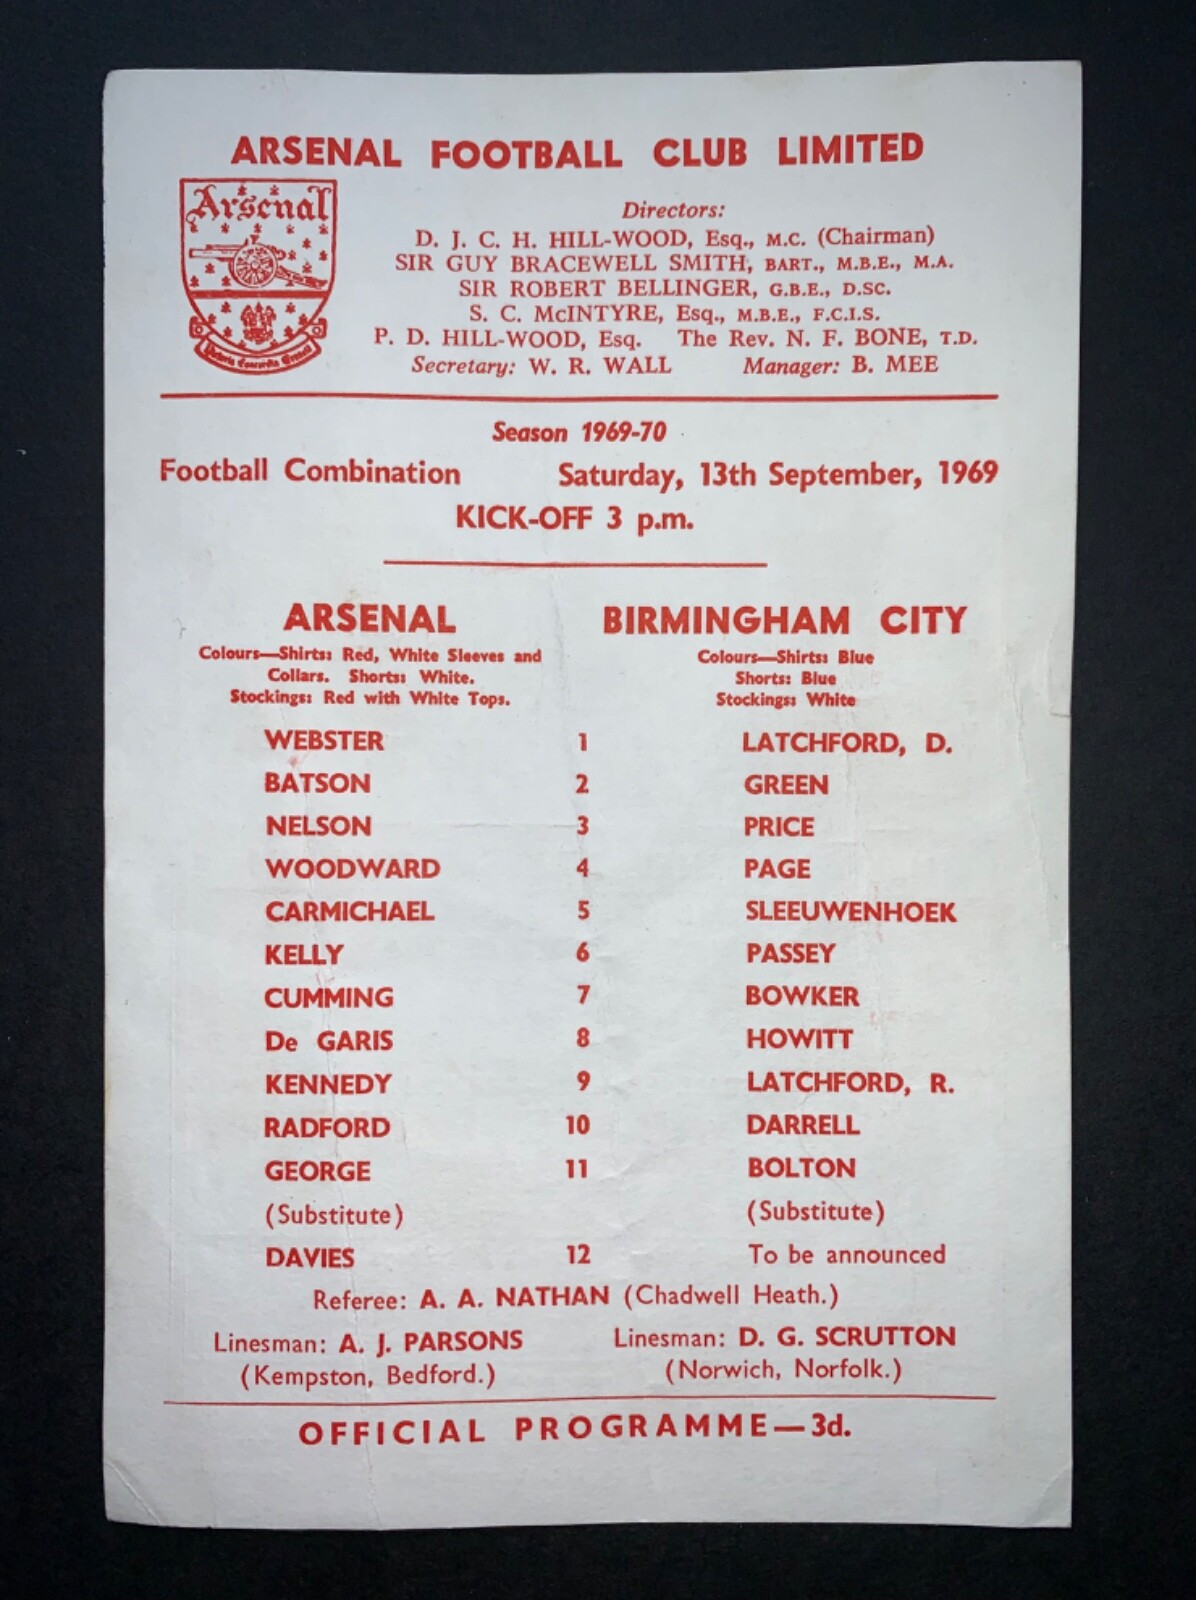 ARSENAL FOOTBALL CLUB LIMITED
Arsenal
Victoria Concordia Crescit
Directors:
D. J. C. H. HILL-WOOD, Esq., M.C. (Chairman)
SIR GUY BRACEWELL SMITH, BART., M.B.E., M.A.
SIR ROBERT BELLINGER, G.B.E., D.SC.
S. C. McINTYRE, Esq., M.B.E., F.C.I.S.
P. D. HILL-WOOD, Esq. The Rev. N. F. BONE, T.D.
Secretary: W. R. WALL Manager: B. MEE
Season 1969-70
Football Combination Saturday, 13th September, 1969
KICK-OFF 3 p.m.
ARSENAL BIRMINGHAM CITY
Colours—Shirts: Red, White Sleeves and Colours—Shirts: Blue
Collars. Shorts: White. Shorts: Blue
Stockings: Red with White Tops. Stockings: White
WEBSTER 1 LATCHFORD, D.
BATSON 2 GREEN
NELSON 3 PRICE
WOODWARD 4 PAGE
CARMICHAEL 5 SLEEUWENHOEK
KELLY 6 PASSEY
CUMMING 7 BOWKER
De GARIS 8 HOWITT
KENNEDY 9 LATCHFORD, R.
RADFORD 10 DARRELL
GEORGE 11 BOLTON
(Substitute) (Substitute)
DAVIES 12 To be announced
Referee: A. A. NATHAN (Chadwell Heath.)
Linesman: A. J. PARSONS Linesman: D. G. SCRUTTON
(Kempston, Bedford.) (Norwich, Norfolk.)
OFFICIAL PROGRAMME—3d.